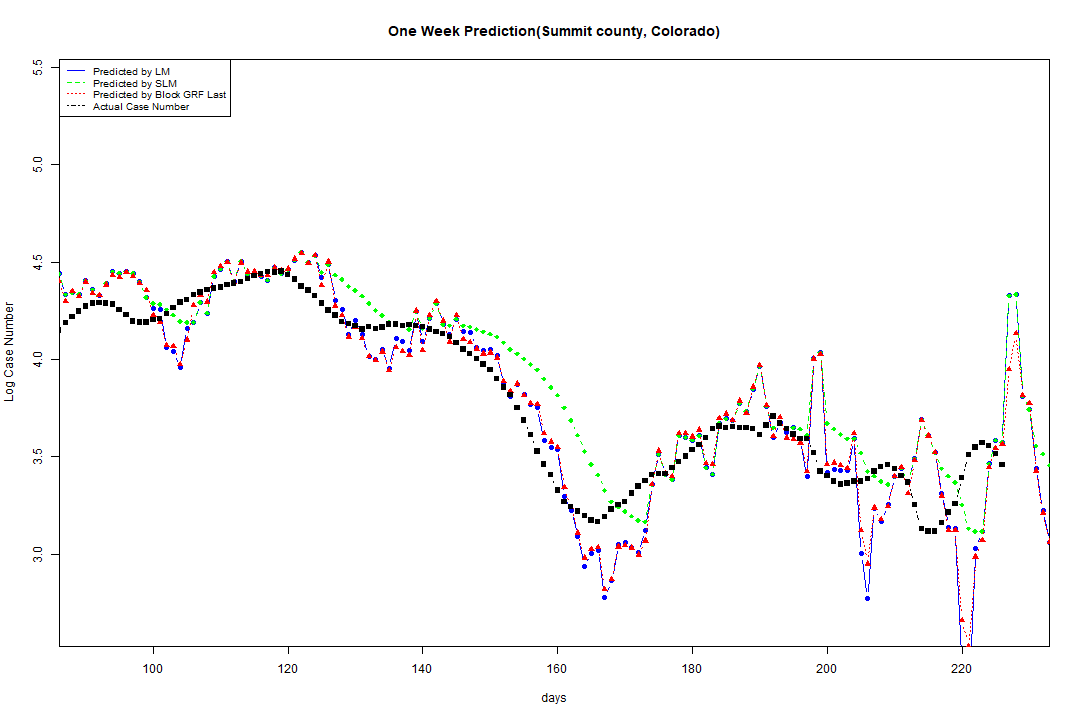 One Week Prediction(Summit county, Colorado)
Predicted by LM
Predicted by SLM
Predicted by Block GRF Last
Actual Case Number
5.5
5.0
4.5
4.0
3.5
3.0
Log Case Number
100 120 140 160 180 200 220
days